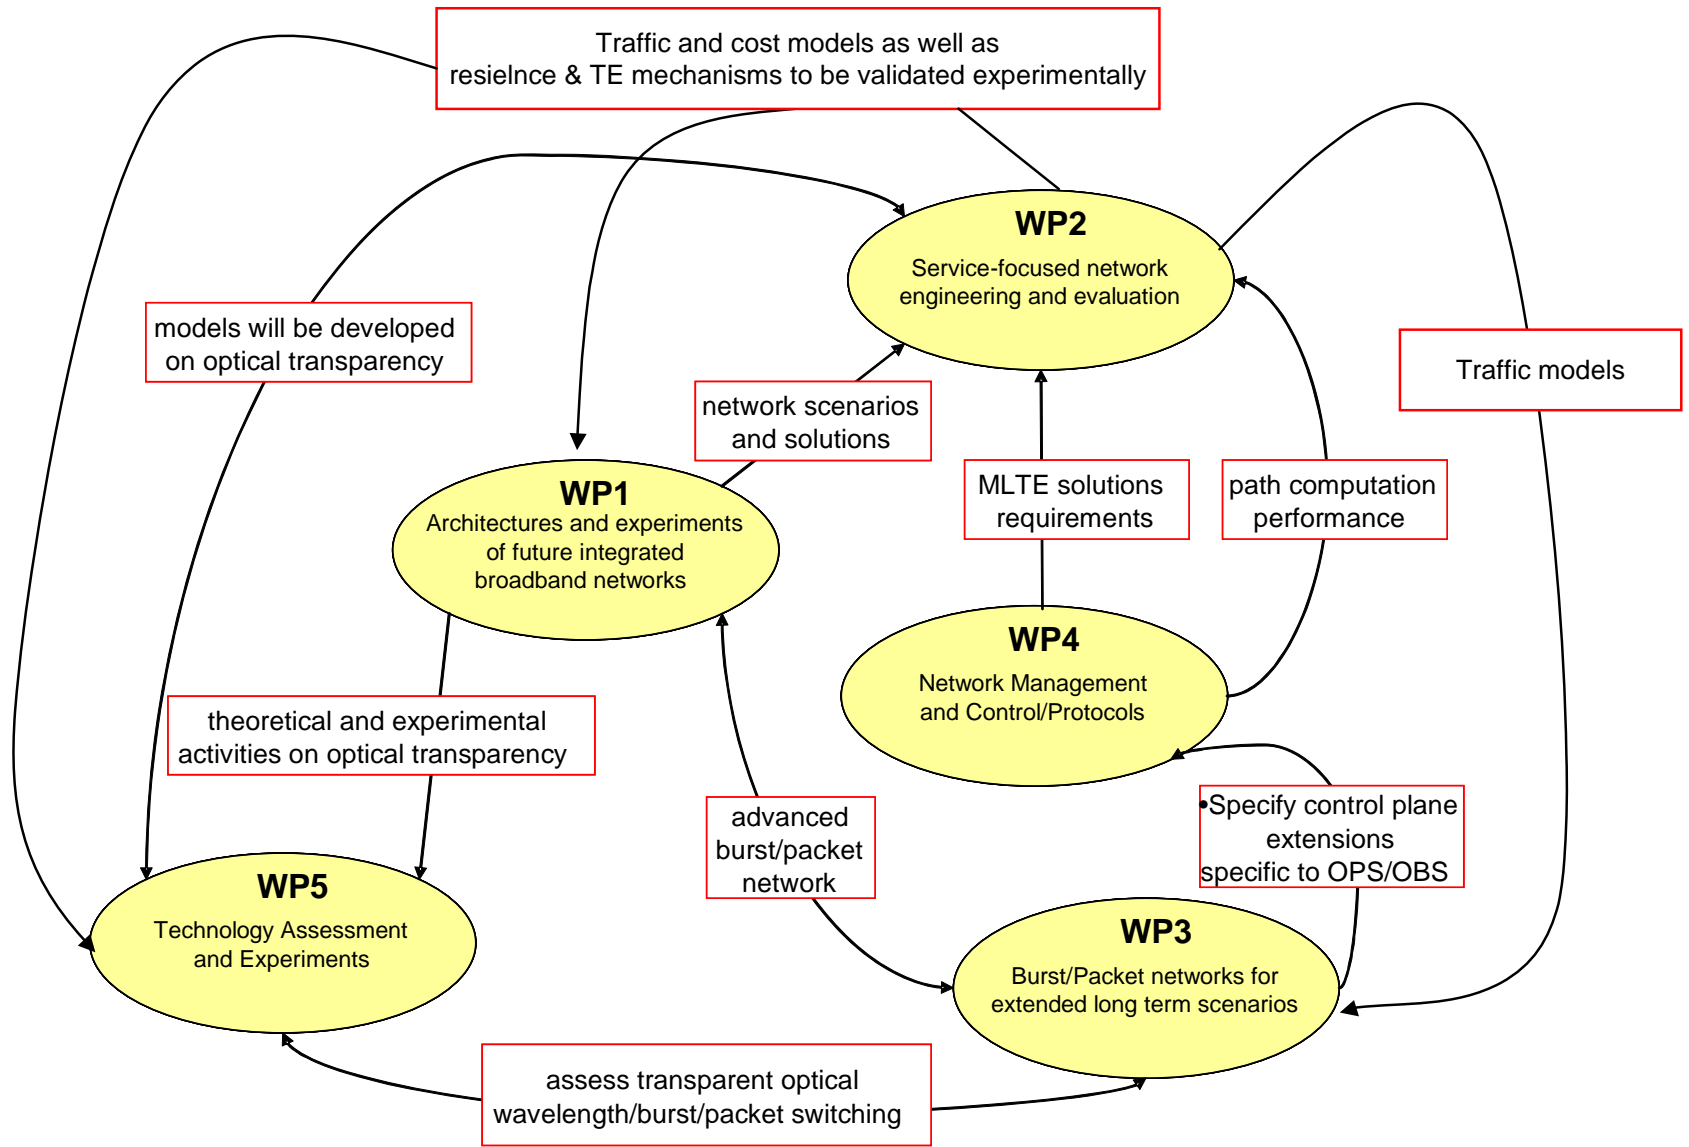 Traffic and cost models as well as
resielnce & TE mechanisms to be validated experimentally
WP2
Service-focused network
engineering and evaluation
models will be developed
on optical transparency
Traffic models
network scenarios
and solutions
MLTE solutions
requirements
path computation
performance
WP1
Architectures and experiments
of future integrated
broadband networks
WP4
Network Management
and Control/Protocols
theoretical and experimental
activities on optical transparency
advanced
burst/packet
network
•Specify control plane
extensions
specific to OPS/OBS
WP5
Technology Assessment
and Experiments
WP3
Burst/Packet networks for
extended long term scenarios
assess transparent optical
wavelength/burst/packet switching